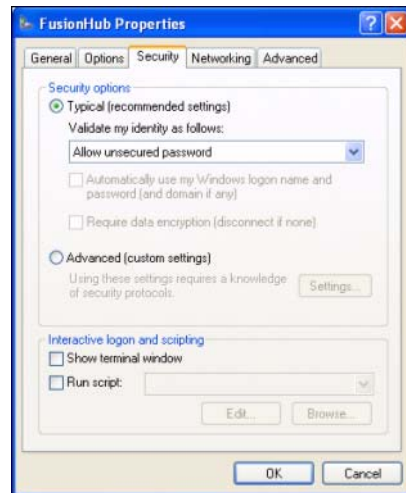 FusionHub Properties
General Options Security Networking Advanced
Security options
Typical (recommended settings)
Validate my identity as follows:
Allow unsecured password
Automatically use my Windows logon name and
password (and domain if any)
Require data encryption (disconnect if none)
Advanced (custom settings)
Using these settings requires a knowledge
of security protocols.
Settings...
Interactive logon and scripting
Show terminal window
Run script:
Edit... Browse...
OK Cancel